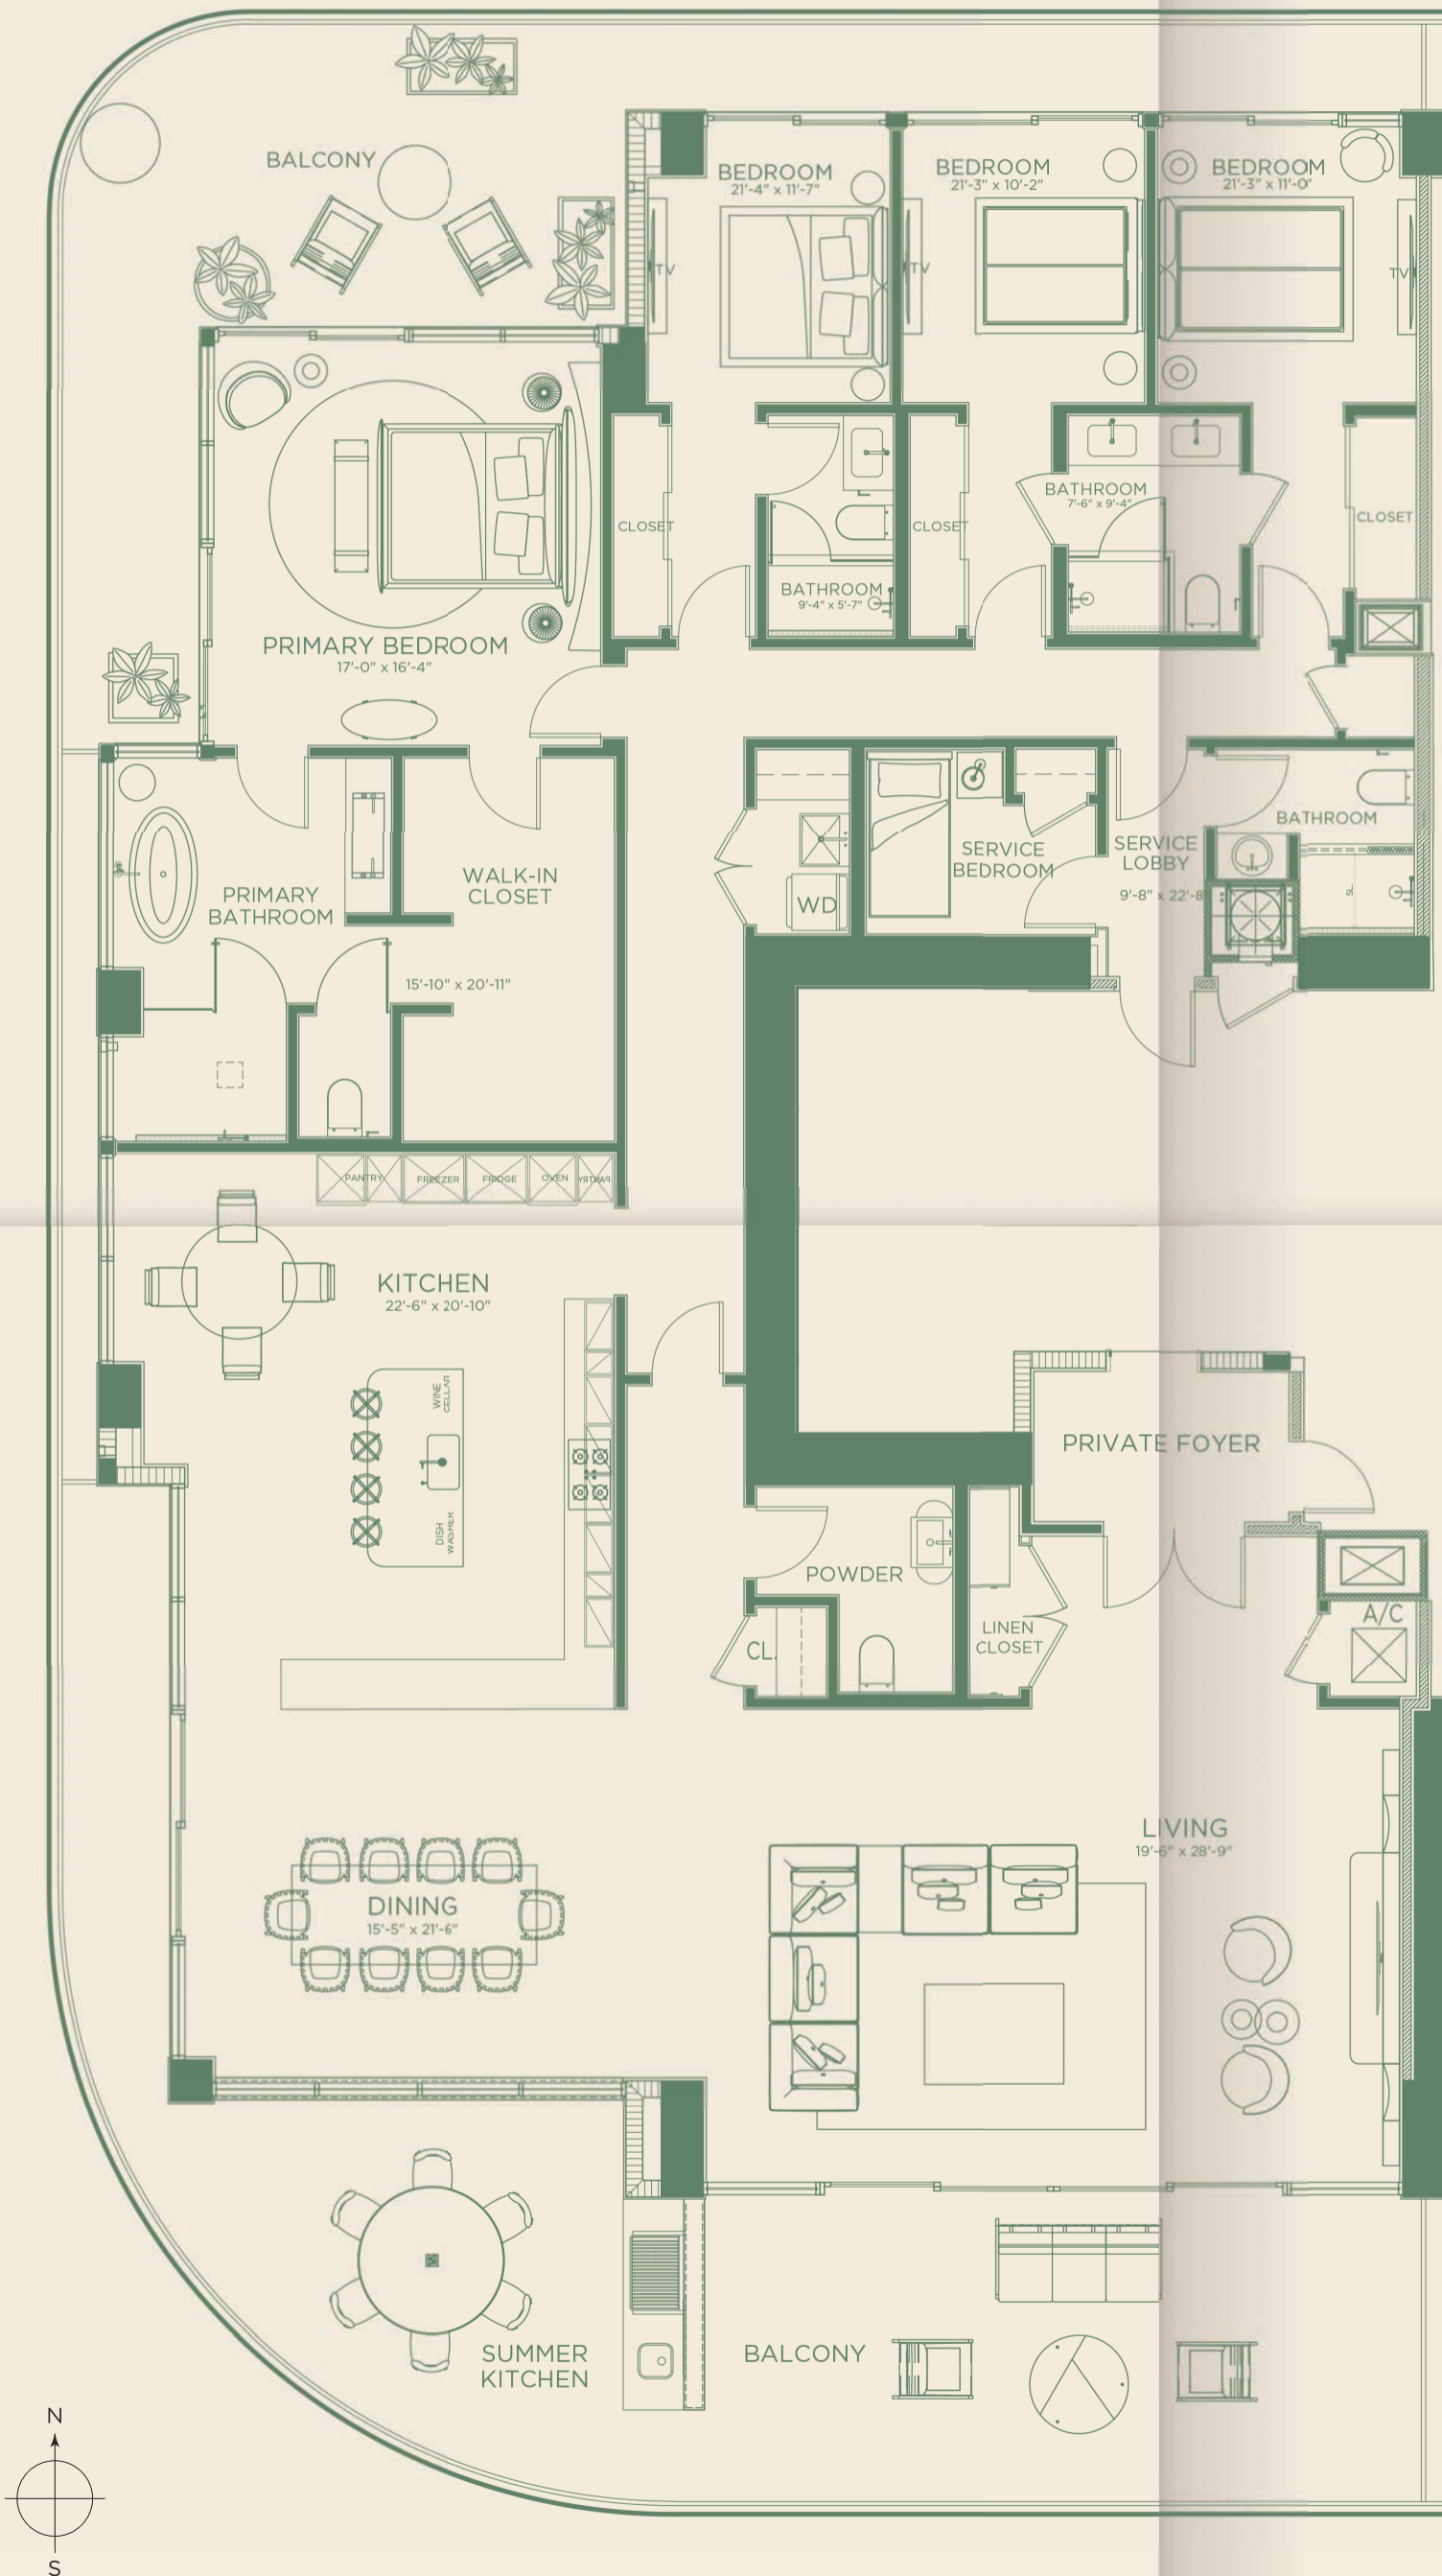 BALCONY
BEDROOM
21'-4" x 11'-7"
BEDROOM
21'-3" x 10'-2"
BEDROOM
21'-3" x 11'-0"
TV
TV
TV
CLOSET
CLOSET
CLOSET
BATHROOM
7'-6" x 9'-4"
BATHROOM
9'-4" x 5'-7"
PRIMARY BEDROOM
17'-0" x 16'-4"
PRIMARY
BATHROOM
WALK-IN
CLOSET
15'-10" x 20'-11"
WD
SERVICE
BEDROOM
SERVICE
LOBBY
9'-8" x 22'-8
BATHROOM
SL.
PANTRY
FREEZER
FRIDGE
OVEN
PANTRY
KITCHEN
22'-6" x 20'-10"
WINE
CELLAR
DISH
WASHER
PRIVATE FOYER
POWDER
CL.
LINEN
CLOSET
A/C
LIVING
19'-6" x 28'-9"
DINING
15'-5" x 21'-6"
SUMMER
KITCHEN
BALCONY
N
S